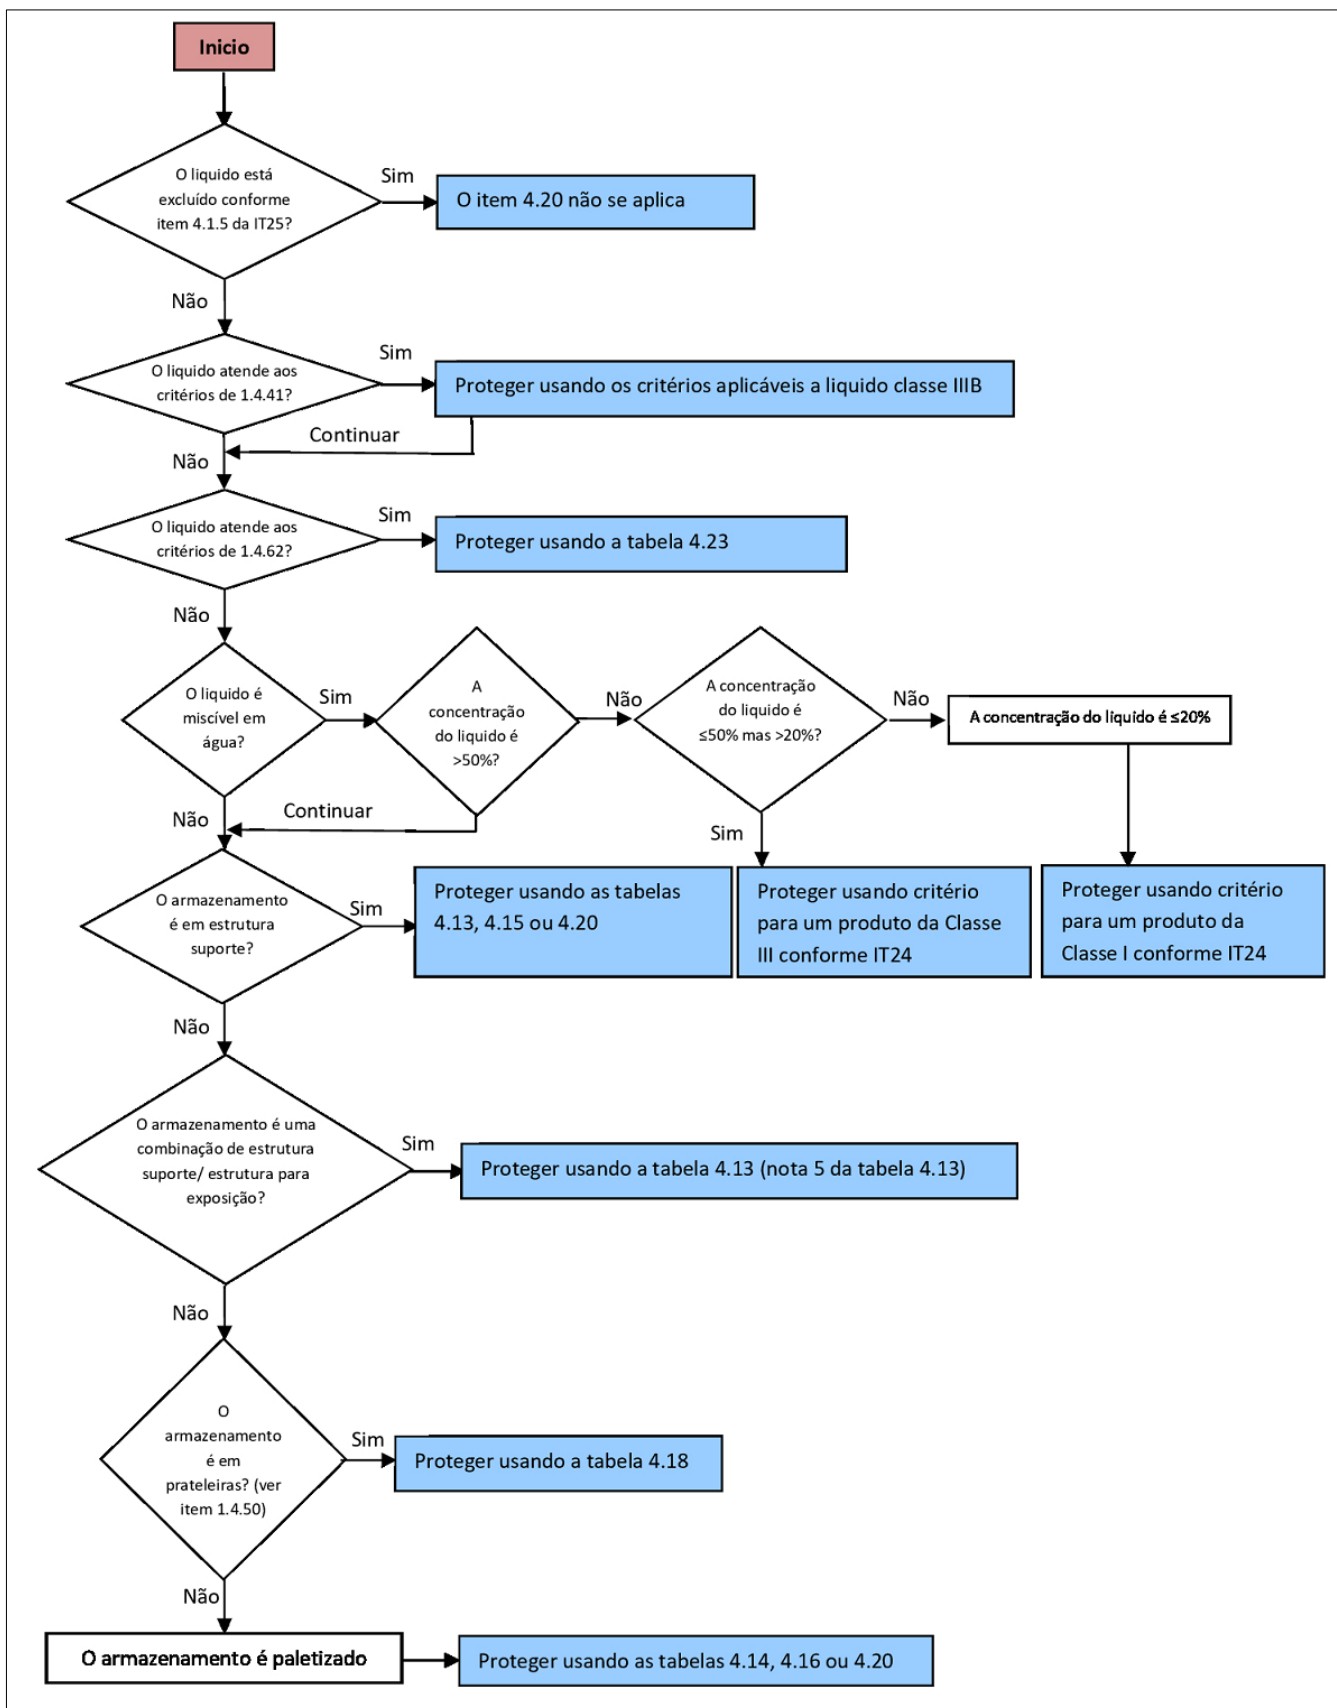 Inicio
O liquido está
excluído conforme
item 4.1.5 da IT25?
Sim
O item 4.20 não se aplica
Não
O liquido atende aos
critérios de 1.4.41?
Sim
Proteger usando os critérios aplicáveis a liquido classe IIIB
Continuar
Não
O liquido atende aos
critérios de 1.4.62?
Sim
Proteger usando a tabela 4.23
Não
O liquido é
miscível em
água?
Sim
A
concentração
do liquido é
>50%?
Não
A concentração
do liquido é
≤50% mas >20%?
Não
A concentração do liquido é ≤20%
Continuar
Não
Sim
O armazenamento
é em estrutura
suporte?
Sim
Proteger usando as tabelas
4.13, 4.15 ou 4.20
Proteger usando critério
para um produto da Classe
III conforme IT24
Proteger usando critério
para um produto da
Classe I conforme IT24
Não
O armazenamento é uma
combinação de estrutura
suporte/ estrutura para
exposição?
Sim
Proteger usando a tabela 4.13 (nota 5 da tabela 4.13)
Não
O
armazenamento
é em
prateleiras? (ver
item 1.4.50)
Sim
Proteger usando a tabela 4.18
Não
O armazenamento é paletizado
Proteger usando as tabelas 4.14, 4.16 ou 4.20